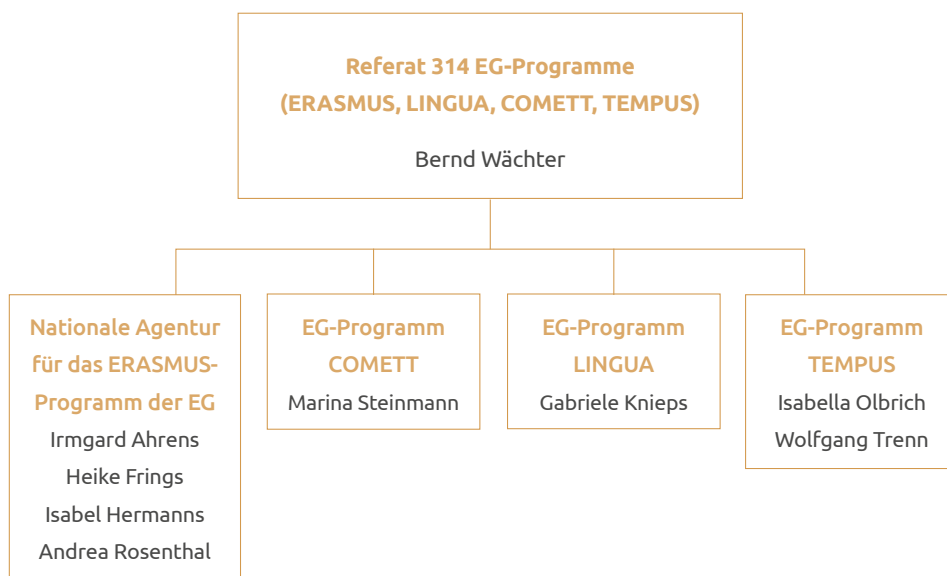 Referat 314 EG-Programme
(ERASMUS, LINGUA, COMETT, TEMPUS)
Bernd Wächter
Nationale Agentur
für das ERASMUS-
Programm der EG
Irmgard Ahrens
Heike Frings
Isabel Hermanns
Andrea Rosenthal
EG-Programm
COMETT
Marina Steinmann
EG-Programm
LINGUA
Gabriele Knieps
EG-Programm
TEMPUS
Isabella Olbrich
Wolfgang Trenn